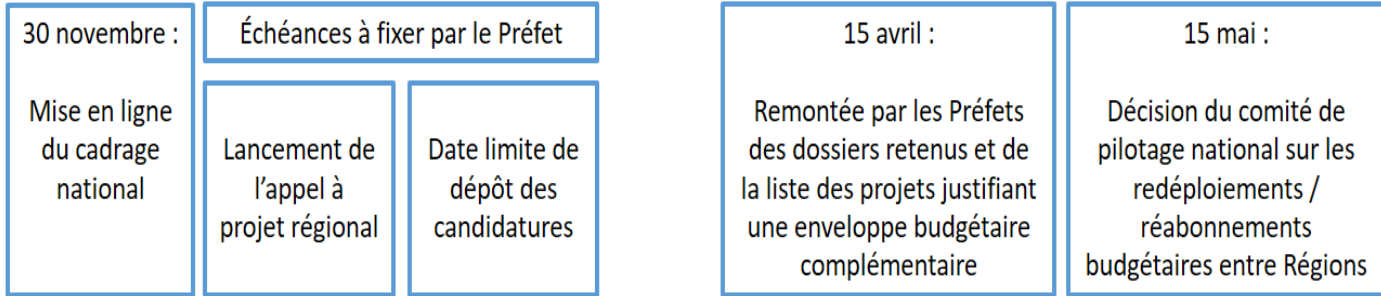 30 novembre :
Mise en ligne
du cadrage
national
Échéances à fixer par le Préfet
Lancement de
l’appel à
projet régional
Date limite de
dépôt des
candidatures
15 avril :
Remontée par les Préfets
des dossiers retenus et de
la liste des projets justifiant
une enveloppe budgétaire
complémentaire
15 mai :
Décision du comité de
pilotage national sur les
redéploiements /
réabonnements
budgétaires entre Régions